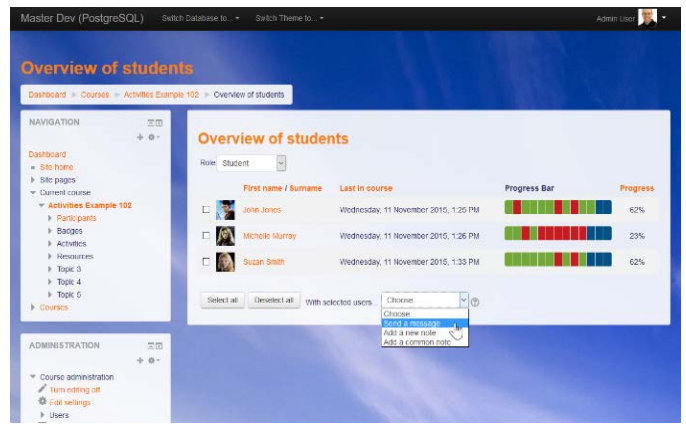 Master Dev (PostgreSQL) Switch Database to... Switch Theme to... Admin User
Overview of students
Dashboard Courses Activities Example 102 Overview of students
NAVIGATION
Dashboard
Site home
Site pages
Current course
Activities Example 102
Participants
Badges
Activities
Resources
Topic 3
Topic 4
Topic 5
Courses
ADMINISTRATION
Course administration
Turn editing off
Edit settings
Users
Overview of students
Role Student
First name / Surname Last in course Progress Bar Progress
John Jones Wednesday, 11 November 2015, 1:25 PM 62%
Michelle Murray Wednesday, 11 November 2015, 1:26 PM 23%
Suzan Smith Wednesday, 11 November 2015, 1:33 PM 62%
Select all Deselect all With selected users... Choose...
Choose...
Send a message
Add a new note
Add a common note